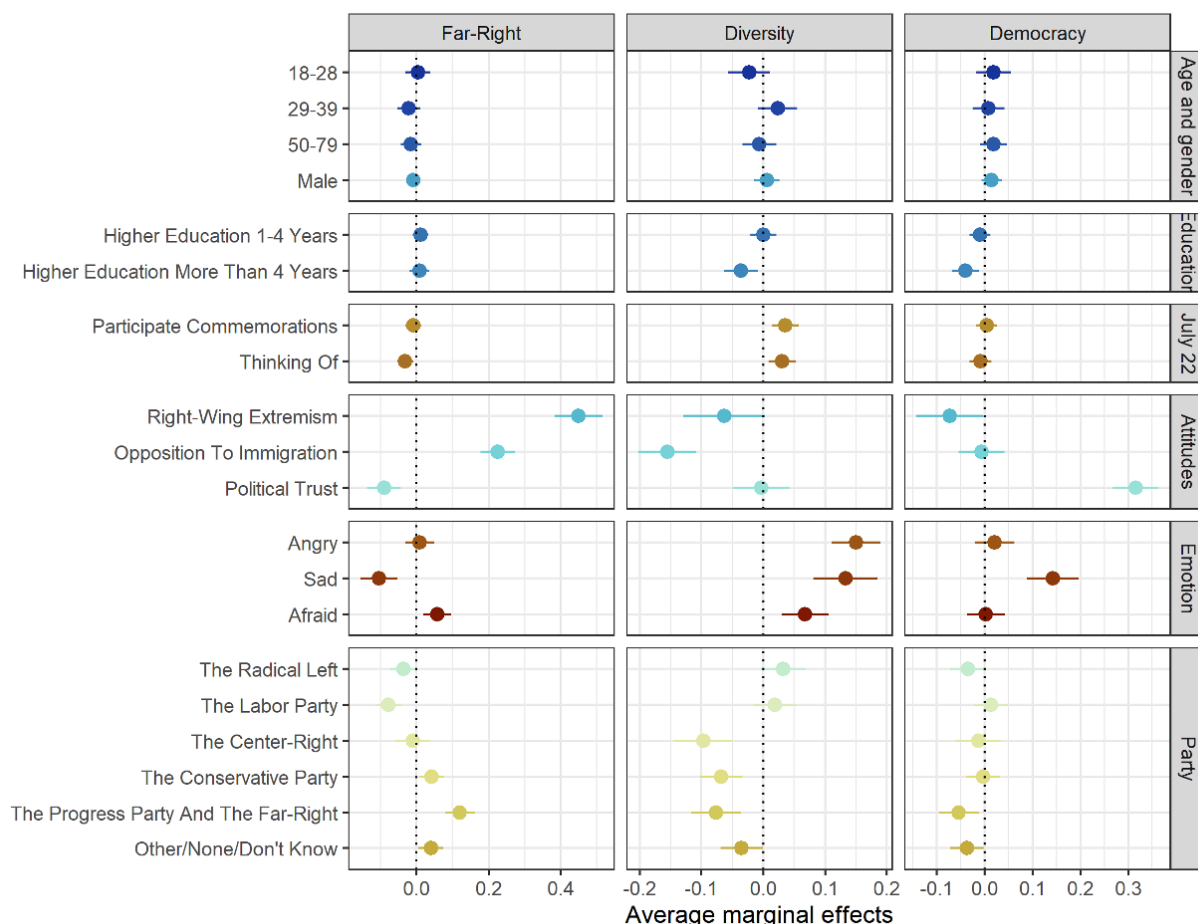 Far-Right Diversity Democracy
18-28
29-39
50-79
Male
Age and gender
Higher Education 1-4 Years
Higher Education More Than 4 Years
Education
Participate Commemorations
Thinking Of
July 22
Right-Wing Extremism
Opposition To Immigration
Political Trust
Attitudes
Angry
Sad
Afraid
Emotion
The Radical Left
The Labor Party
The Center-Right
The Conservative Party
The Progress Party And The Far-Right
Other/None/Don't Know
Party
0.0 0.2 0.4 -0.2 -0.1 0.0 0.1 0.2 -0.1 0.0 0.1 0.2 0.3
Average marginal effects